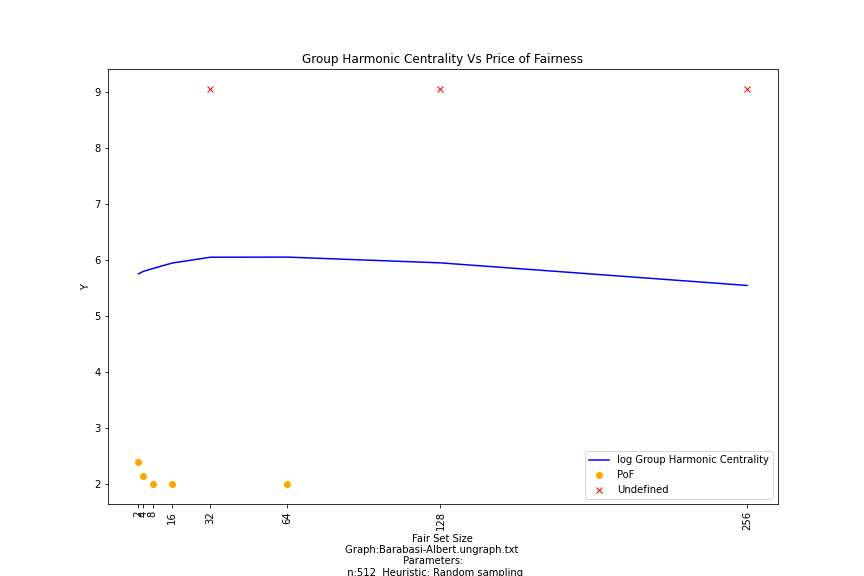 Group Harmonic Centrality Vs Price of Fairness
9
8
7
6
5
4
3
2
Y
log Group Harmonic Centrality
PoF
Undefined
2
4
8
16
32
64
128
256
Fair Set Size
Graph:Barabasi-Albert.ungraph.txt
Parameters:
n:512 Heuristic: Random sampling